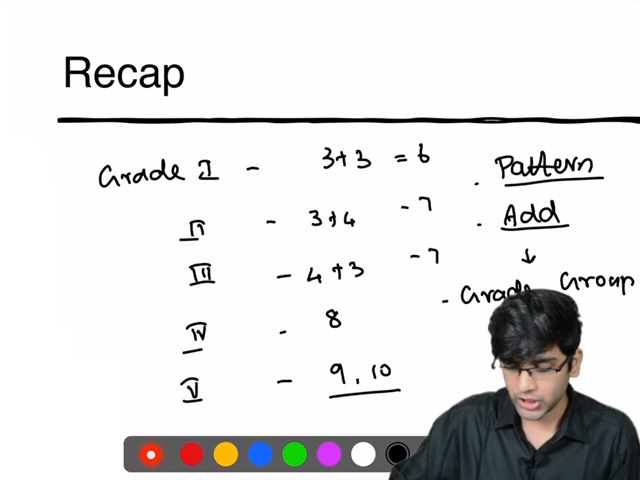 Recap
Grade I - 3+3 = 6
II - 3+4 - 7
III - 4+3 - 7
IV - 8
V - 9, 10
. Pattern
. Add
↓
- Grade Group